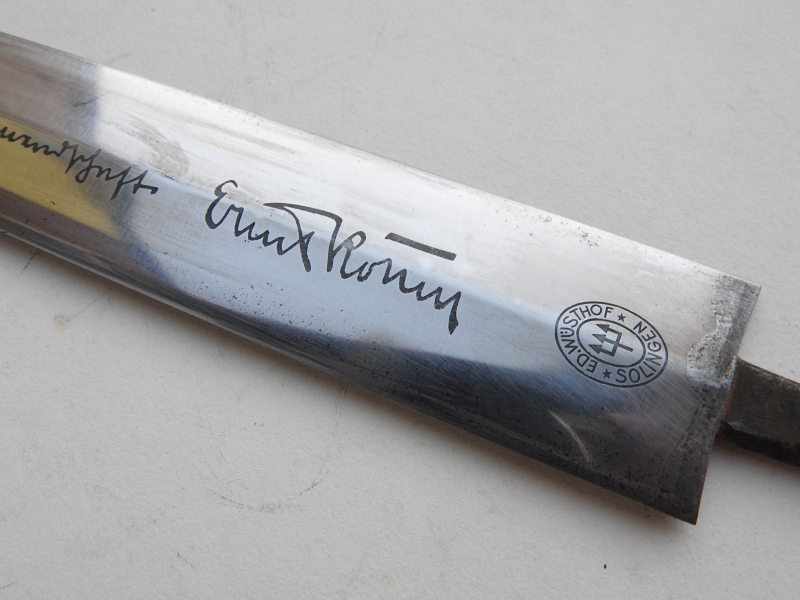 Ernst Röhm
ED.WÜSTHOF ★ SOLINGEN ★